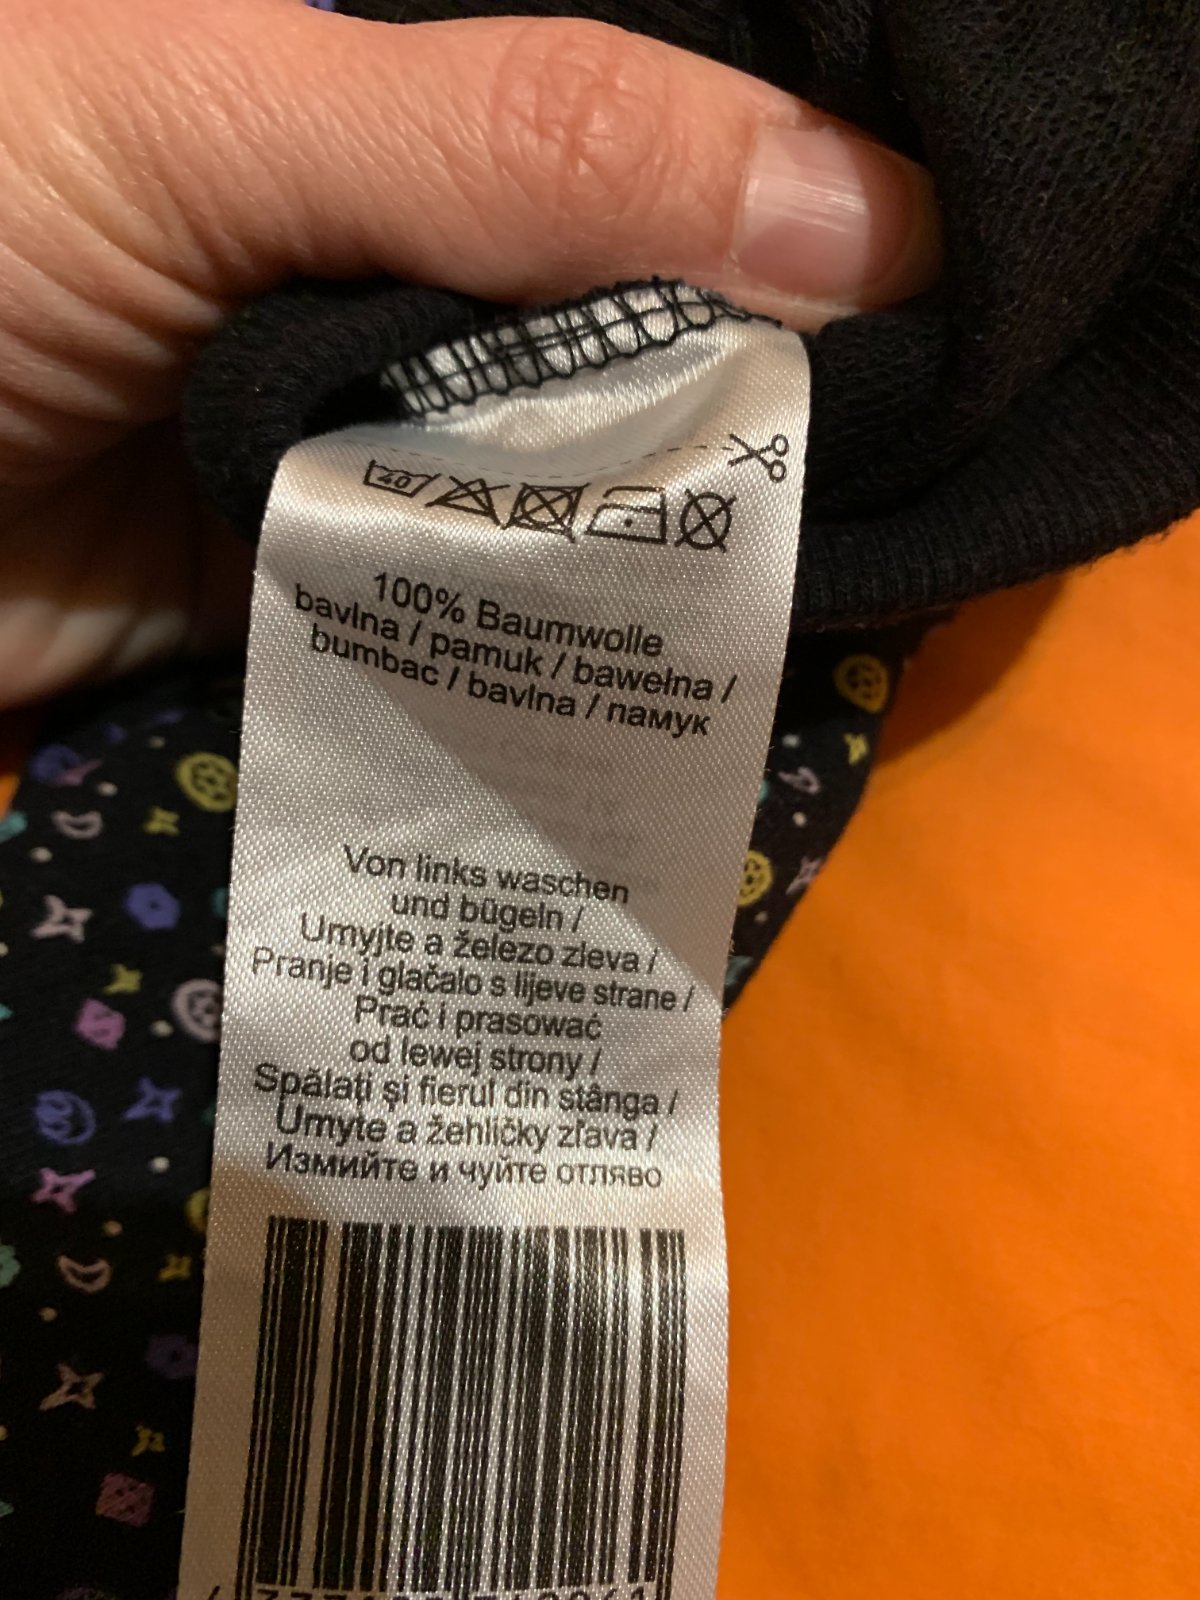 40
100% Baumwolle
bavlna / pamuk / bawełna /
bumbac / bavlna / памук
Von links waschen
und bügeln /
Umyjte a železo zleva /
Pranje i glačalo s lijeve strane /
Prać i prasować
od lewej strony /
Spălați și fierul din stânga /
Umyte a žehličky zľava /
Измийте и чуйте отляво